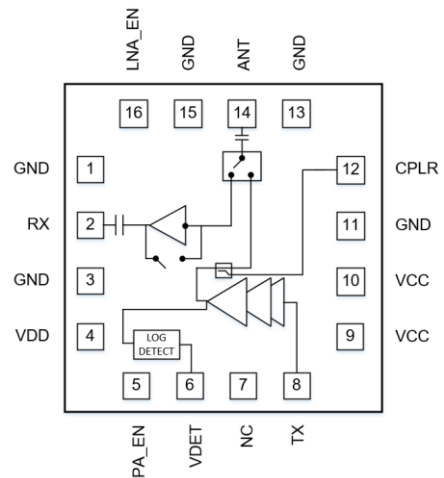 LNA_EN
GND
ANT
GND
16
15
14
13
GND
1
12
CPLR
RX
2
11
GND
GND
3
10
VCC
VDD
4
9
VCC
LOG
DETECT
5
6
7
8
PA_EN
VDET
NC
TX